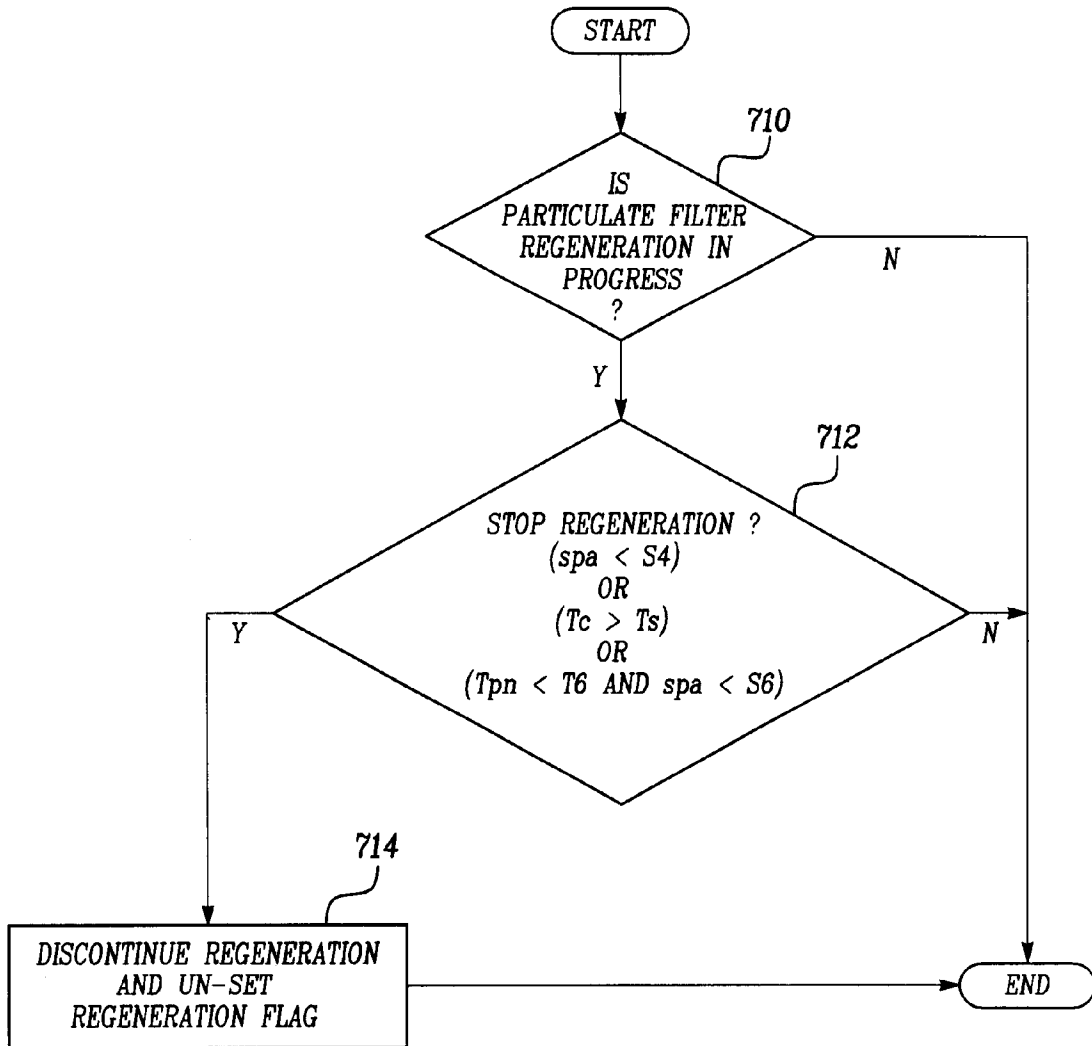 START
710
IS
PARTICULATE FILTER
REGENERATION IN
PROGRESS
?
N
Y
712
STOP REGENERATION ?
(spa < S4)
OR
(Tc > Ts)
OR
(Tpn < T6 AND spa < S6)
Y
N
714
DISCONTINUE REGENERATION
AND UN-SET
REGENERATION FLAG
END